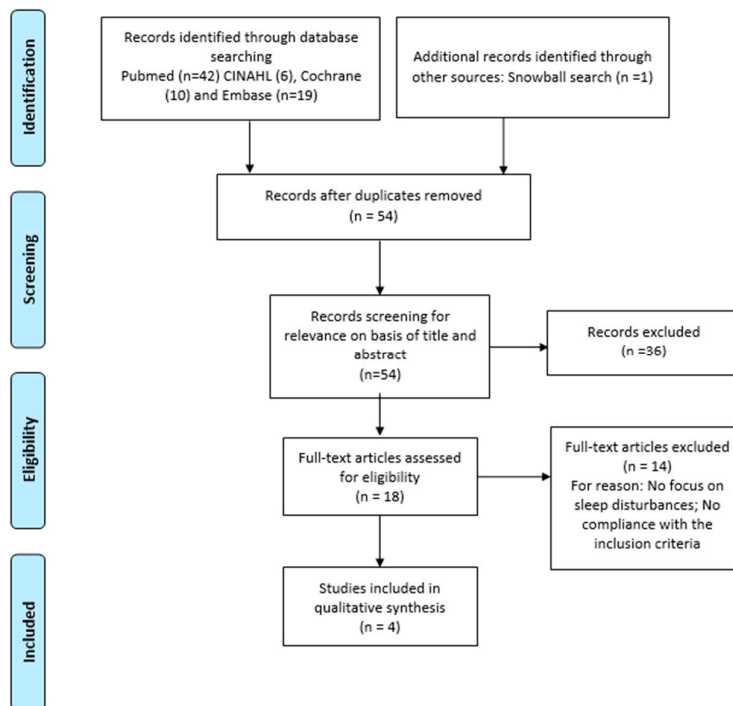 Identification
Records identified through database
searching
Pubmed (n=42) CINAHL (6), Cochrane
(10) and Embase (n=19)
Additional records identified through
other sources: Snowball search (n =1)
Records after duplicates removed
(n = 54)
Screening
Records screening for
relevance on basis of title and
abstract
(n=54)
Records excluded
(n =36)
Eligibility
Full-text articles assessed
for eligibility
(n = 18)
Full-text articles excluded
(n = 14)
For reason: No focus on
sleep disturbances; No
compliance with the
inclusion criteria
Included
Studies included in
qualitative synthesis
(n = 4)